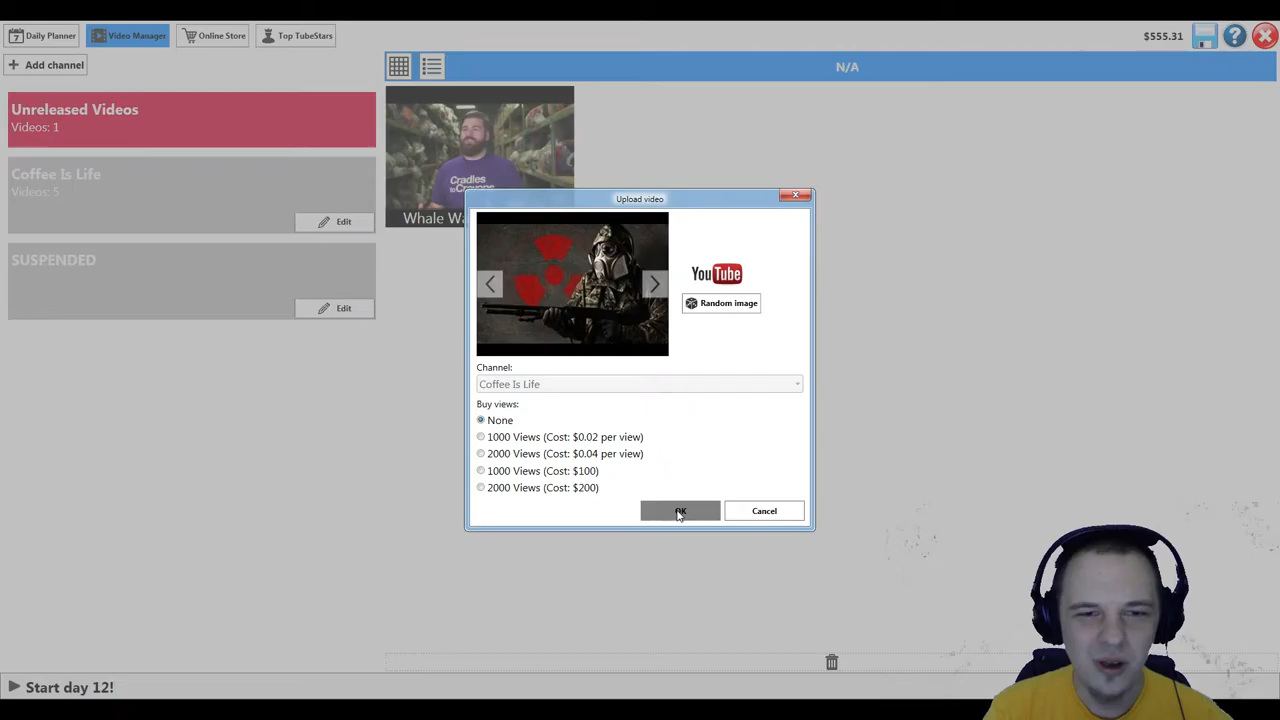 7 Daily Planner
Video Manager
Online Store
Top TubeStars
$555.31
?
+ Add channel
N/A
Unreleased Videos
Videos: 1
Coffee Is Life
Videos: 5
Edit
SUSPENDED
Edit
Cradles
to Crayons
Whale Wa
Upload video
YouTube
Random image
Channel:
Coffee Is Life
Buy views:
None
1000 Views (Cost: $0.02 per view)
2000 Views (Cost: $0.04 per view)
1000 Views (Cost: $100)
2000 Views (Cost: $200)
OK
Cancel
Start day 12!